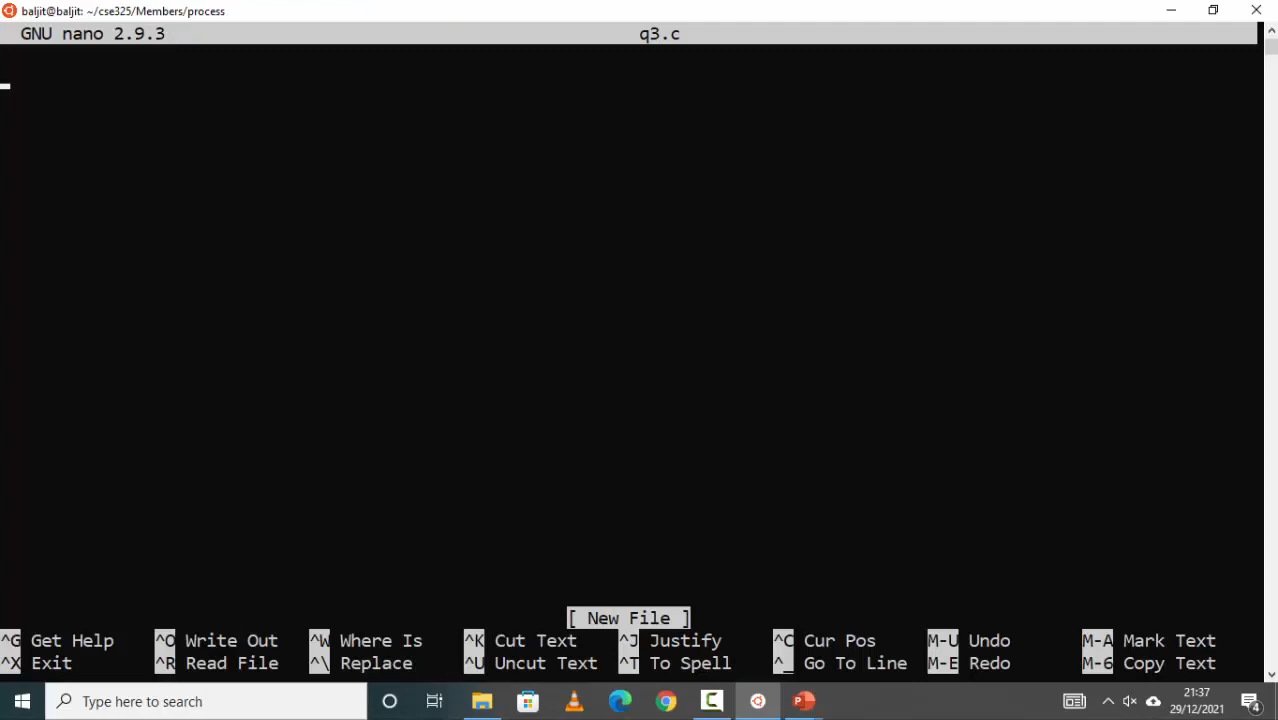 baljit@baljit: ~/cse325/Members/process
GNU nano 2.9.3 q3.c
[ New File ]
^G Get Help ^O Write Out ^W Where Is ^K Cut Text ^J Justify ^C Cur Pos M-U Undo M-A Mark Text
^X Exit ^R Read File ^\ Replace ^U Uncut Text ^T To Spell ^_ Go To Line M-E Redo M-6 Copy Text
Type here to search
21:37
29/12/2021
4